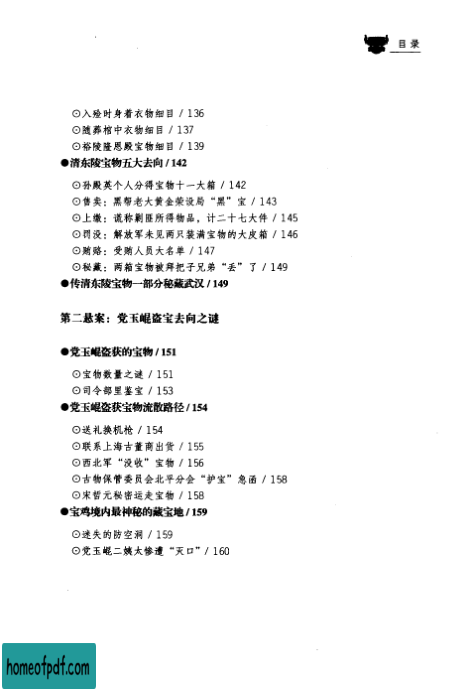 目录
⊙入殓时身着衣物细目 / 136
⊙随葬棺中衣物细目 / 137
⊙裕陵隆恩殿宝物细目 / 139
●清东陵宝物五大去向 / 142
⊙孙殿英个人分得宝物十一大箱 / 142
⊙售卖：黑帮老大黄金荣设局“黑”宝 / 143
⊙上缴：谎称剿匪所得物品，计二十七大件 / 145
⊙罚没：解放军未见两只装满宝物的大皮箱 / 146
⊙贿赂：受贿人员大名单 / 147
⊙秘藏：两箱宝物被拜把子兄弟“丢”了 / 149
●传清东陵宝物一部分秘藏武汉 / 149
第二悬案：党玉崐盗宝去向之谜
●党玉崐盗获的宝物 / 151
⊙宝物数量之谜 / 151
⊙司令部里鉴宝 / 153
●党玉崐盗获宝物流散路径 / 154
⊙送礼换机枪 / 154
⊙联系上海古董商出货 / 155
⊙西北军“没收”宝物 / 156
⊙古物保管委员会北平分会“护宝”急函 / 158
⊙宋哲元秘密运走宝物 / 158
●宝鸡境内最神秘的藏宝地 / 159
⊙迷失的防空洞 / 159
⊙党玉崐二姨太惨遭“灭口” / 160
homeofpdf.com